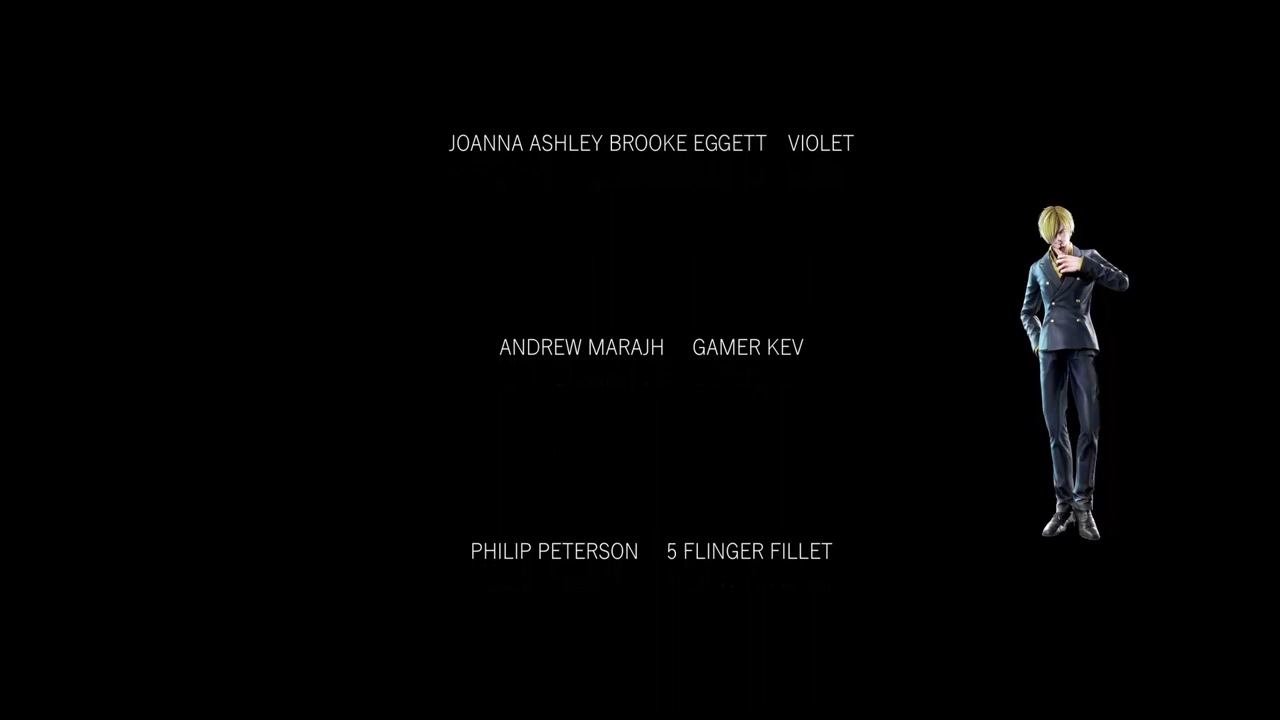 JOANNA ASHLEY BROOKE EGGETT VIOLET
ANDREW MARAJH GAMER KEV
PHILIP PETERSON 5 FLINGER FILLET